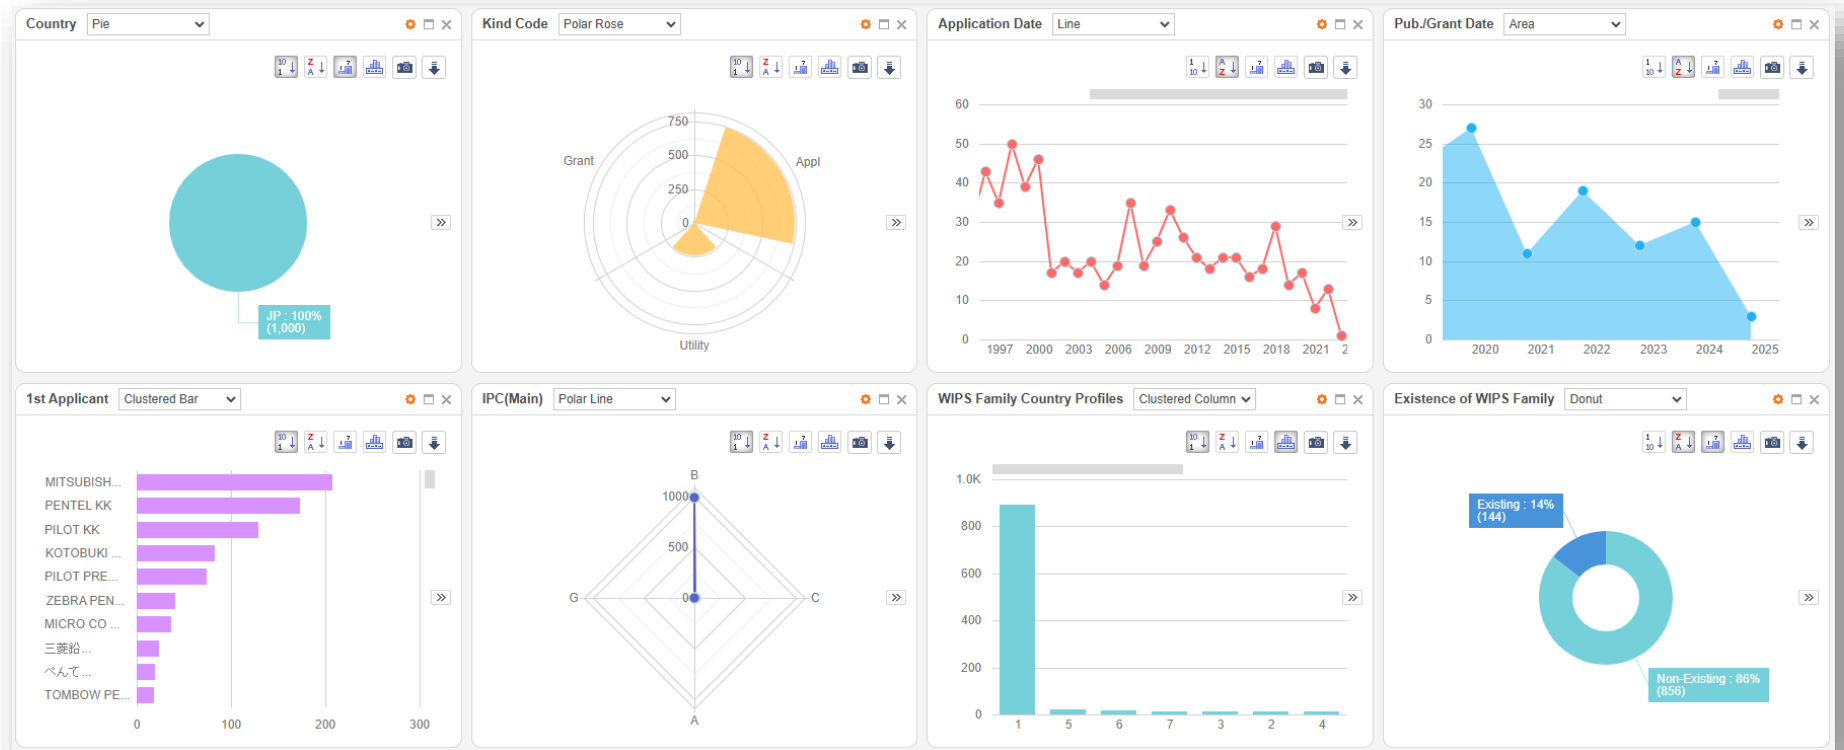 Country Pie
JP : 100%
(1,000)
Kind Code Polar Rose
750
500
250
0
Grant
Appl
Utility
Application Date Line
60
50
40
30
20
10
0
1997 2000 2003 2006 2009 2012 2015 2018 2021 2
Pub./Grant Date Area
30
25
20
15
10
5
0
2020 2021 2022 2023 2024 2025
1st Applicant Clustered Bar
MITSUBISH...
PENTEL KK
PILOT KK
KOTOBUKI ...
PILOT PRE...
ZEBRA PEN...
MICRO CO ...
三菱鉛...
ぺんて...
TOMBOW PE...
0 100 200 300
IPC(Main) Polar Line
B
1000
500
0
G
C
A
WIPS Family Country Profiles Clustered Column
1.0K
800
600
400
200
0
1 5 6 7 3 2 4
Existence of WIPS Family Donut
Existing : 14%
(144)
Non-Existing : 86%
(856)